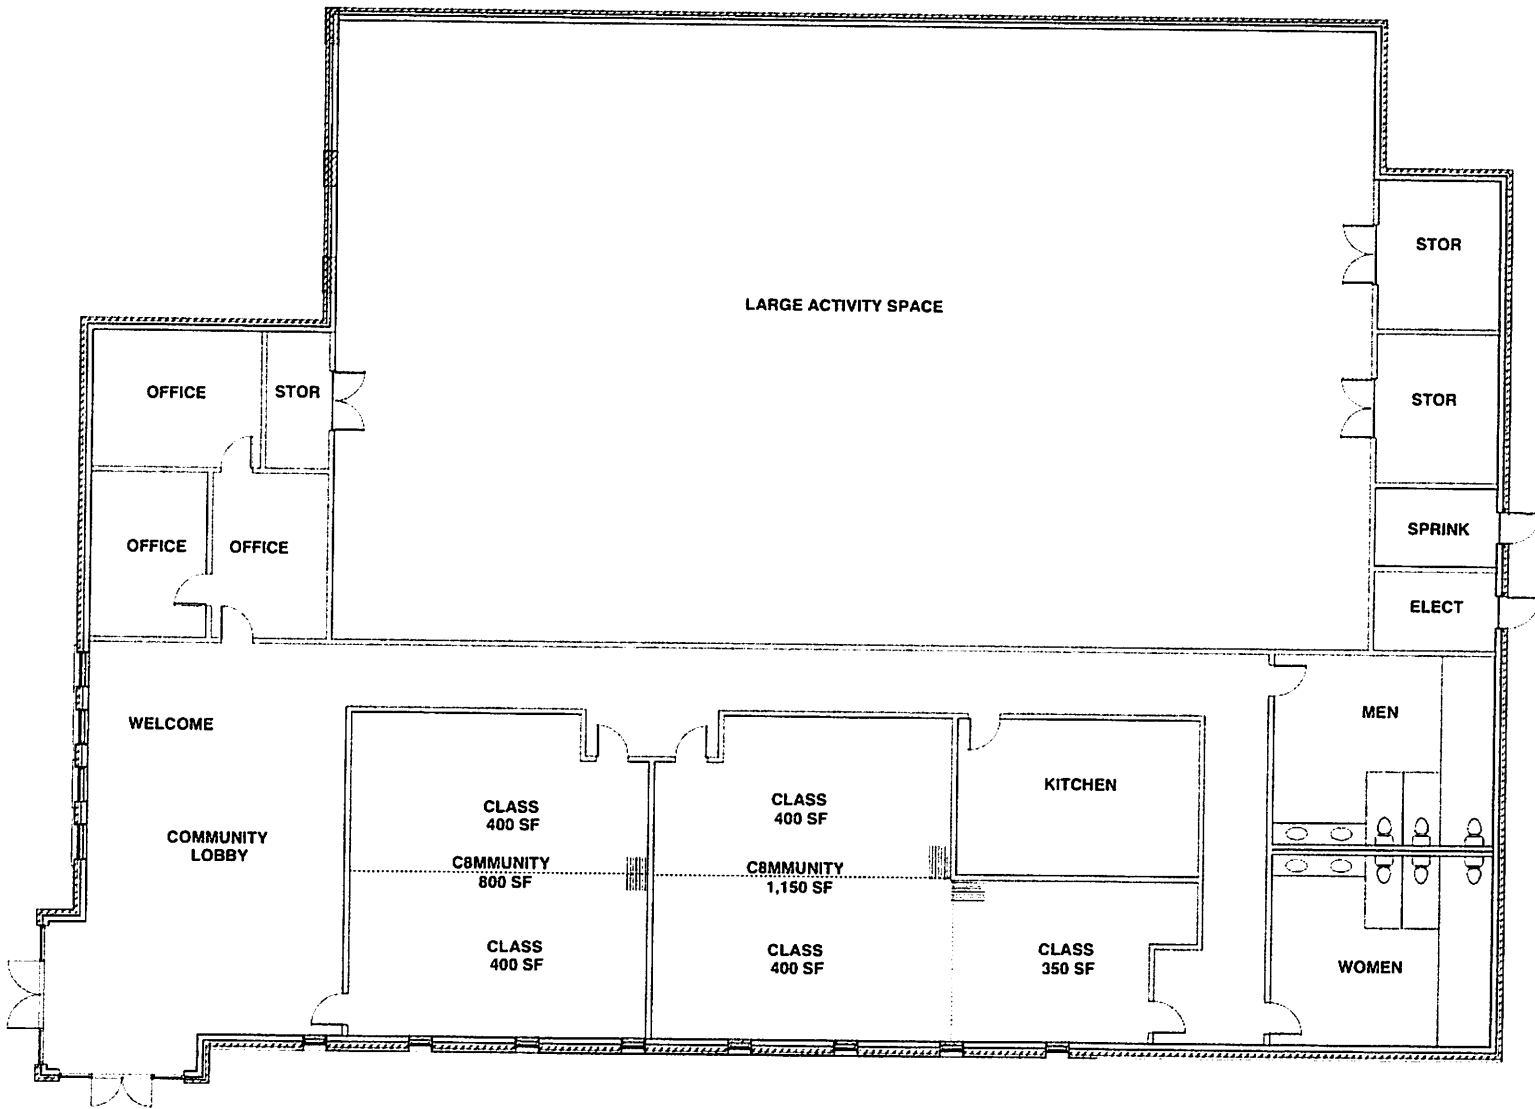 LARGE ACTIVITY SPACE
STOR
STOR
OFFICE
STOR
OFFICE
OFFICE
SPRINK
ELECT
WELCOME
COMMUNITY
LOBBY
CLASS
400 SF
C8MMUNITY
800 SF
CLASS
400 SF
CLASS
400 SF
C8MMUNITY
1,150 SF
CLASS
400 SF
KITCHEN
CLASS
350 SF
MEN
WOMEN